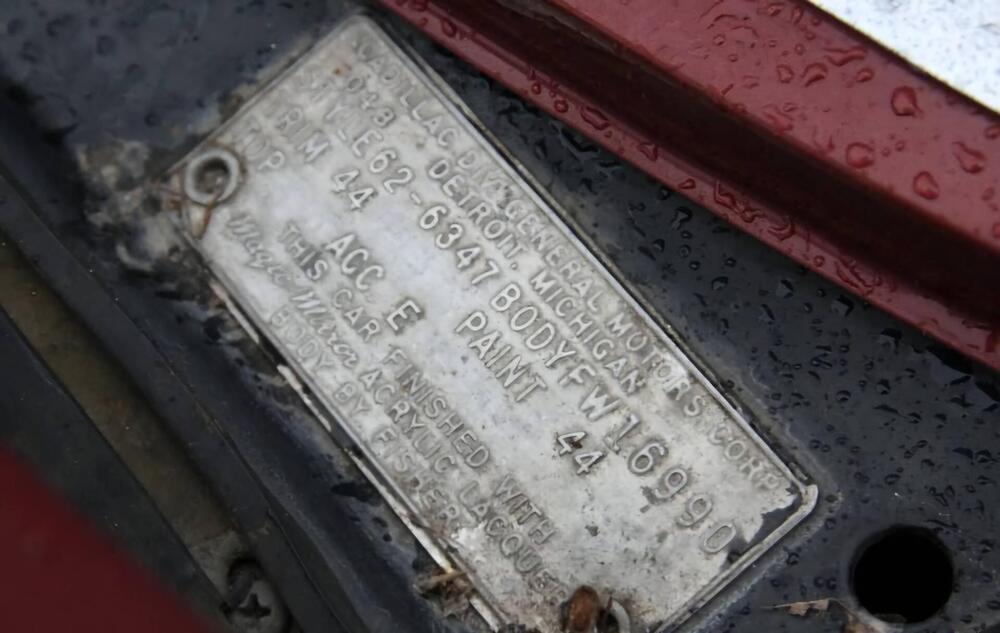 CADILLAC DIV. GENERAL MOTORS CORP.
DETROIT, MICHIGAN
04B
STYLE 62-6347 BODY FW 16990
TRIM 44 PAINT 44
TOP
ACC E
THIS CAR FINISHED WITH
Magic-Mirror ACRYLIC LACQUER
BODY BY FISHER